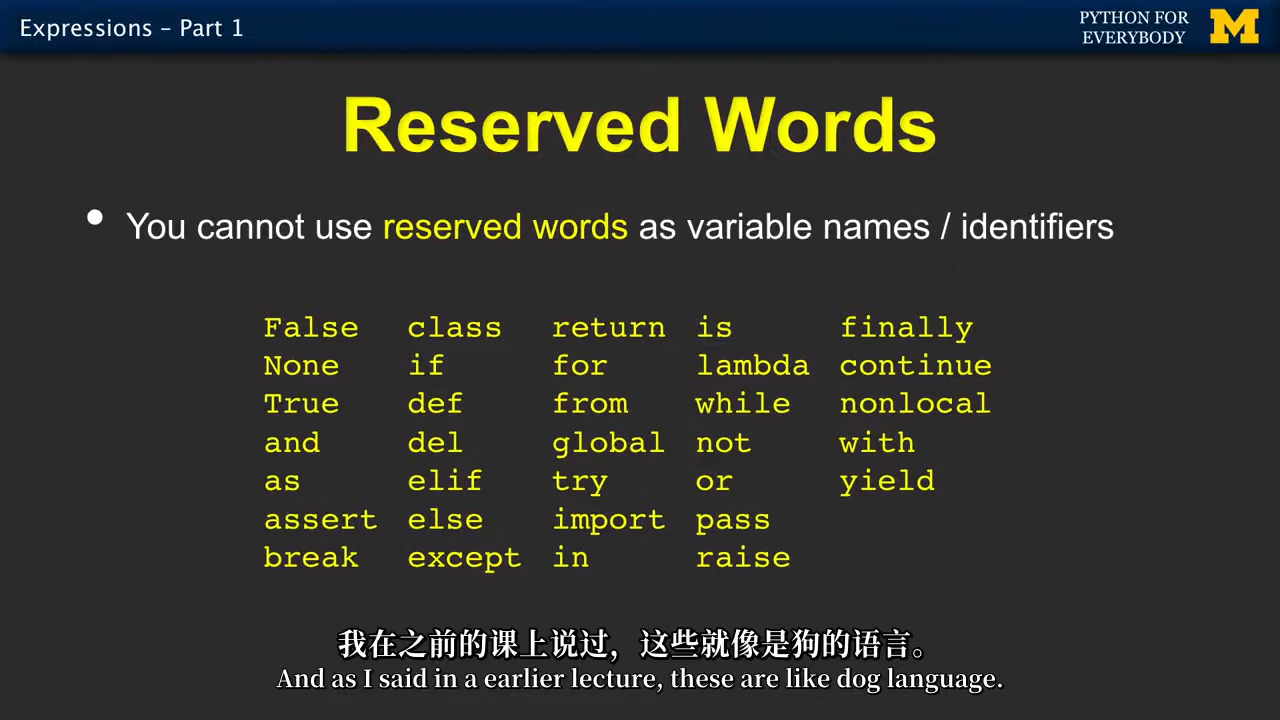 Expressions – Part 1
PYTHON FOR
EVERYBODY
M
Reserved Words
• You cannot use reserved words as variable names / identifiers
False class return is finally
None if for lambda continue
True def from while nonlocal
and del global not with
as elif try or yield
assert else import pass
break except in raise
我在之前的课上说过，这些就像是狗的语言。
And as I said in a earlier lecture, these are like dog language.